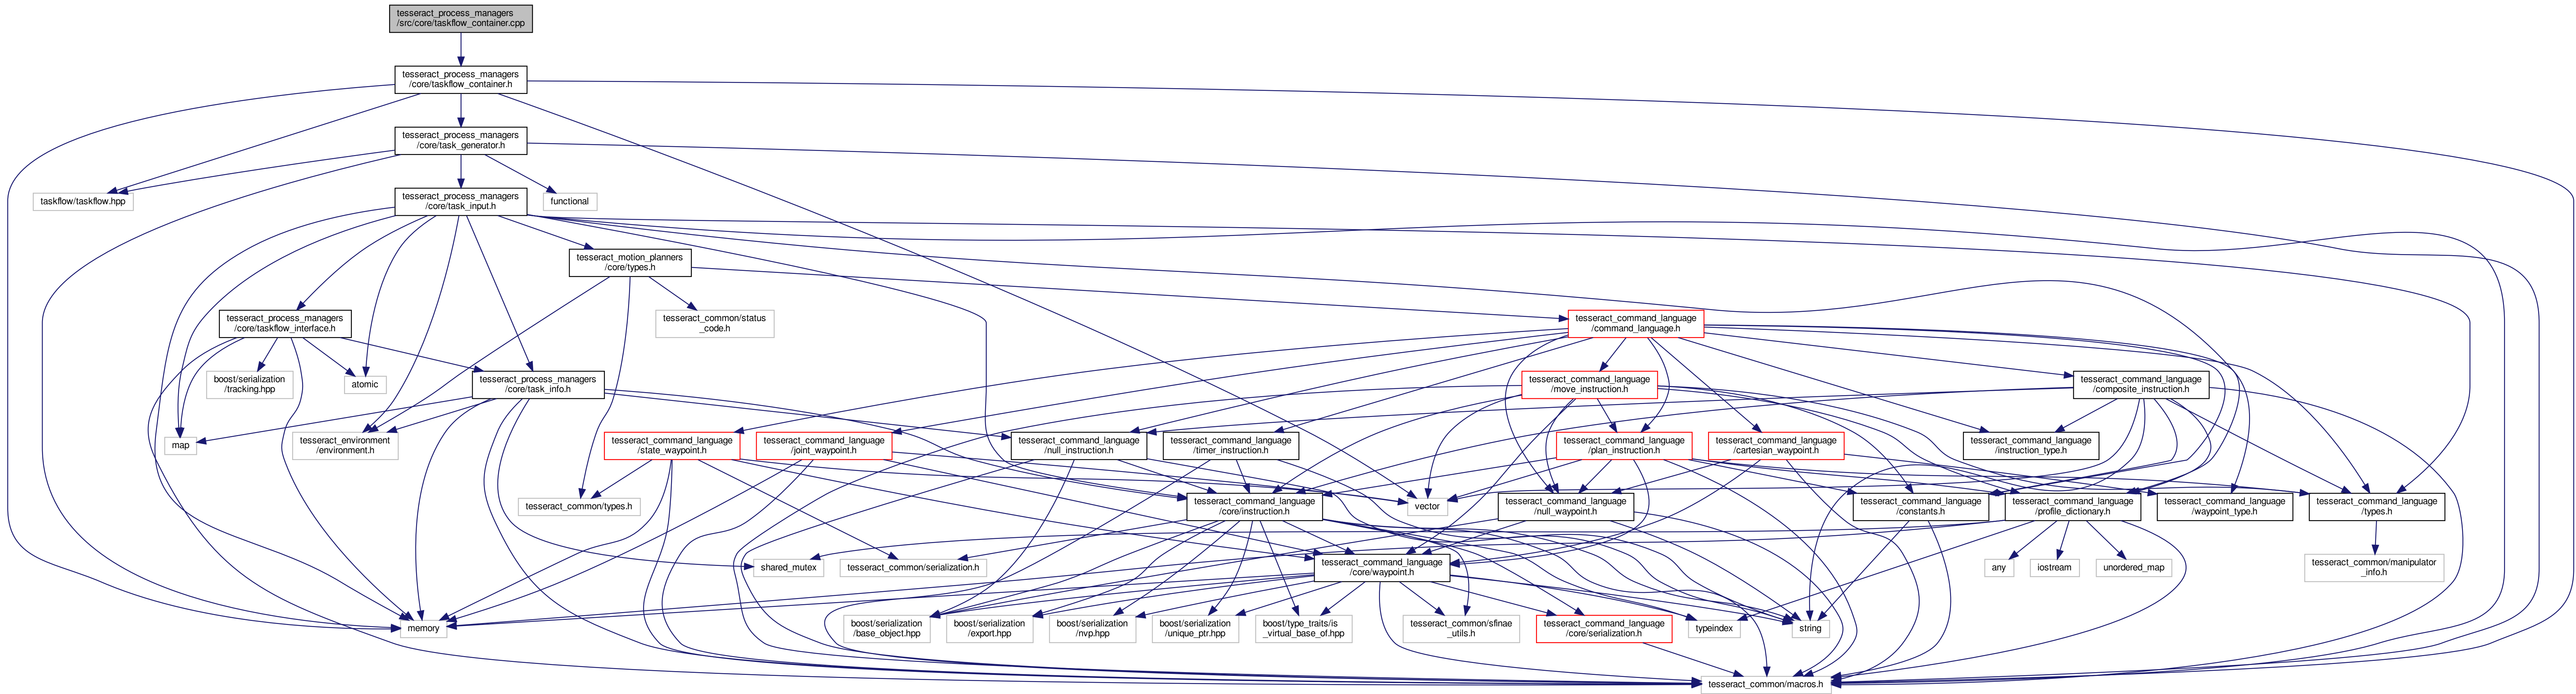 tesseract_process_managers
/src/core/taskflow_container.cpp
tesseract_process_managers
/core/taskflow_container.h
tesseract_process_managers
/core/task_generator.h
taskflow/taskflow.hpp
tesseract_process_managers
/core/task_input.h
functional
tesseract_motion_planners
/core/types.h
tesseract_process_managers
/core/taskflow_interface.h
tesseract_common/status
_code.h
tesseract_command_language
/command_language.h
boost/serialization
/tracking.hpp
atomic
tesseract_process_managers
/core/task_info.h
tesseract_command_language
/move_instruction.h
tesseract_command_language
/composite_instruction.h
map
tesseract_environment
/environment.h
tesseract_command_language
/state_waypoint.h
tesseract_command_language
/joint_waypoint.h
tesseract_command_language
/null_instruction.h
tesseract_command_language
/timer_instruction.h
tesseract_command_language
/plan_instruction.h
tesseract_command_language
/cartesian_waypoint.h
tesseract_command_language
/instruction_type.h
tesseract_common/types.h
tesseract_command_language
/core/instruction.h
vector
tesseract_command_language
/null_waypoint.h
tesseract_command_language
/constants.h
tesseract_command_language
/profile_dictionary.h
tesseract_command_language
/waypoint_type.h
tesseract_command_language
/types.h
shared_mutex
tesseract_common/serialization.h
tesseract_command_language
/core/waypoint.h
any
iostream
unordered_map
tesseract_common/manipulator
_info.h
memory
boost/serialization
/base_object.hpp
boost/serialization
/export.hpp
boost/serialization
/nvp.hpp
boost/serialization
/unique_ptr.hpp
boost/type_traits/is
_virtual_base_of.hpp
tesseract_common/sfinae
_utils.h
tesseract_command_language
/core/serialization.h
typeindex
string
tesseract_common/macros.h